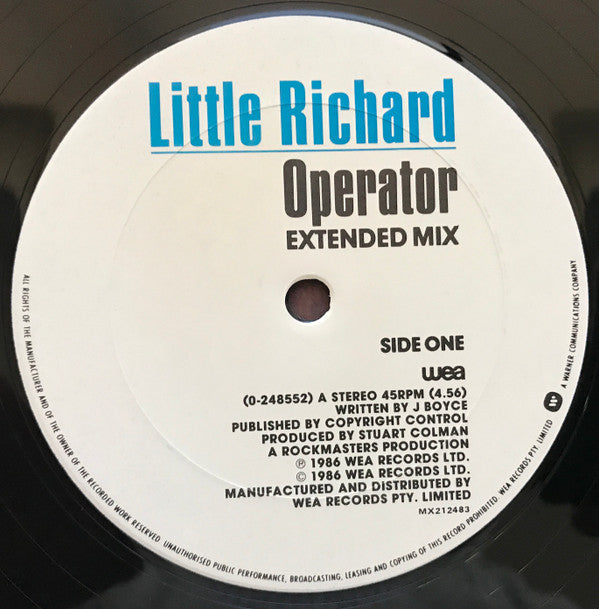 Little Richard
Operator
EXTENDED MIX
SIDE ONE
wea
(0-248552) A STEREO 45RPM (4.56)
WRITTEN BY J BOYCE
PUBLISHED BY COPYRIGHT CONTROL
PRODUCED BY STUART COLMAN
A ROCKMASTERS PRODUCTION
℗ 1986 WEA RECORDS LTD.
© 1986 WEA RECORDS LTD.
MANUFACTURED AND DISTRIBUTED BY
WEA RECORDS PTY. LIMITED
MX212483
ALL RIGHTS OF THE MANUFACTURER AND OF THE OWNER OF THE RECORDED WORK RESERVED. UNAUTHORISED PUBLIC PERFORMANCE, BROADCASTING, LEASING AND COPYING OF THIS RECORD PROHIBITED. WEA RECORDS PTY. LIMITED
A WARNER COMMUNICATIONS COMPANY